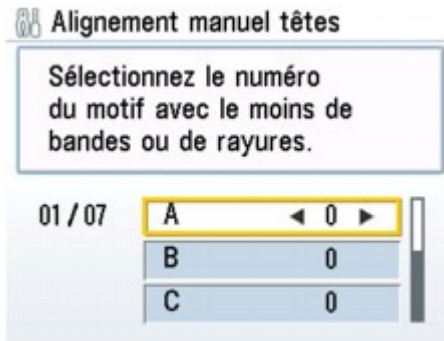 Alignement manuel têtes
Sélectionnez le numéro
du motif avec le moins de
bandes ou de rayures.
01/07 A ◀ 0 ▶
B 0
C 0